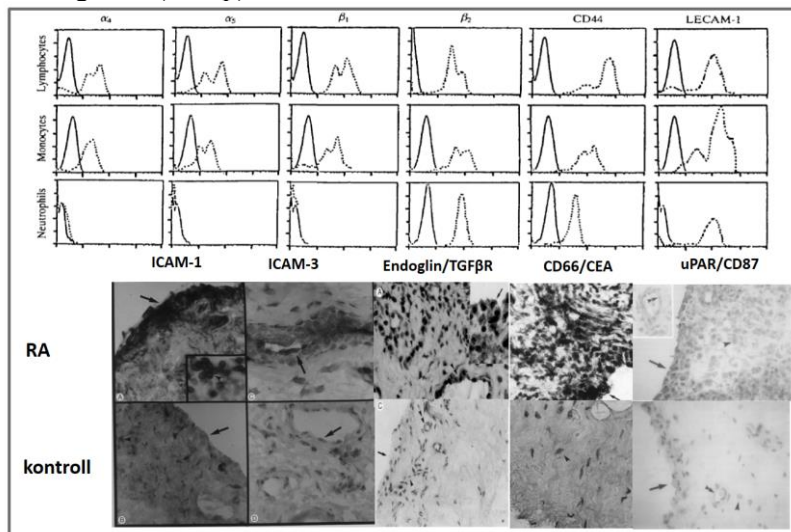 α₄ α₅ β₁ β₂ CD44 LECAM-1
Lymphocytes
Monocytes
Neutrophils
ICAM-1 ICAM-3 Endoglin/TGFβR CD66/CEA uPAR/CD87
RA
A C
kontroll
B D C